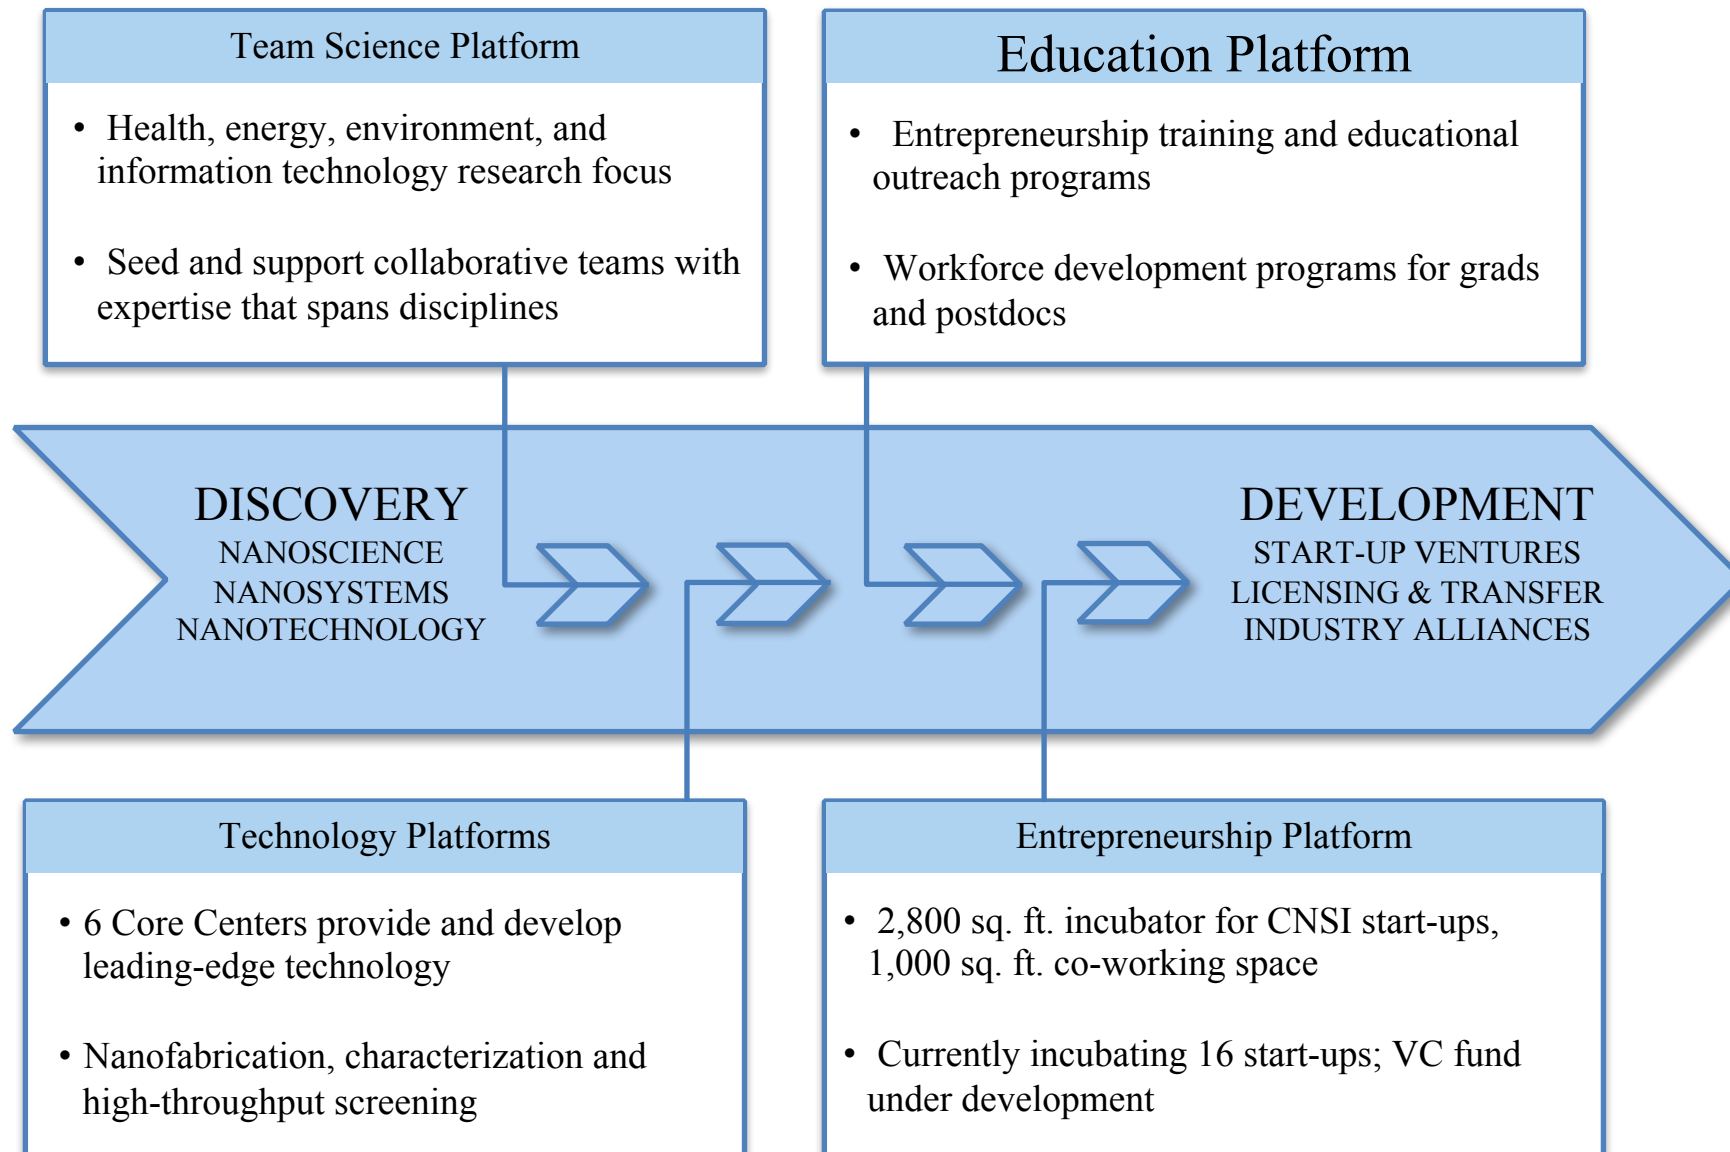 Team Science Platform
• Health, energy, environment, and
information technology research focus
• Seed and support collaborative teams with
expertise that spans disciplines
Education Platform
• Entrepreneurship training and educational
outreach programs
• Workforce development programs for grads
and postdocs
DISCOVERY
NANOSCIENCE
NANOSYSTEMS
NANOTECHNOLOGY
DEVELOPMENT
START-UP VENTURES
LICENSING & TRANSFER
INDUSTRY ALLIANCES
Technology Platforms
• 6 Core Centers provide and develop
leading-edge technology
• Nanofabrication, characterization and
high-throughput screening
Entrepreneurship Platform
• 2,800 sq. ft. incubator for CNSI start-ups,
1,000 sq. ft. co-working space
• Currently incubating 16 start-ups; VC fund
under development